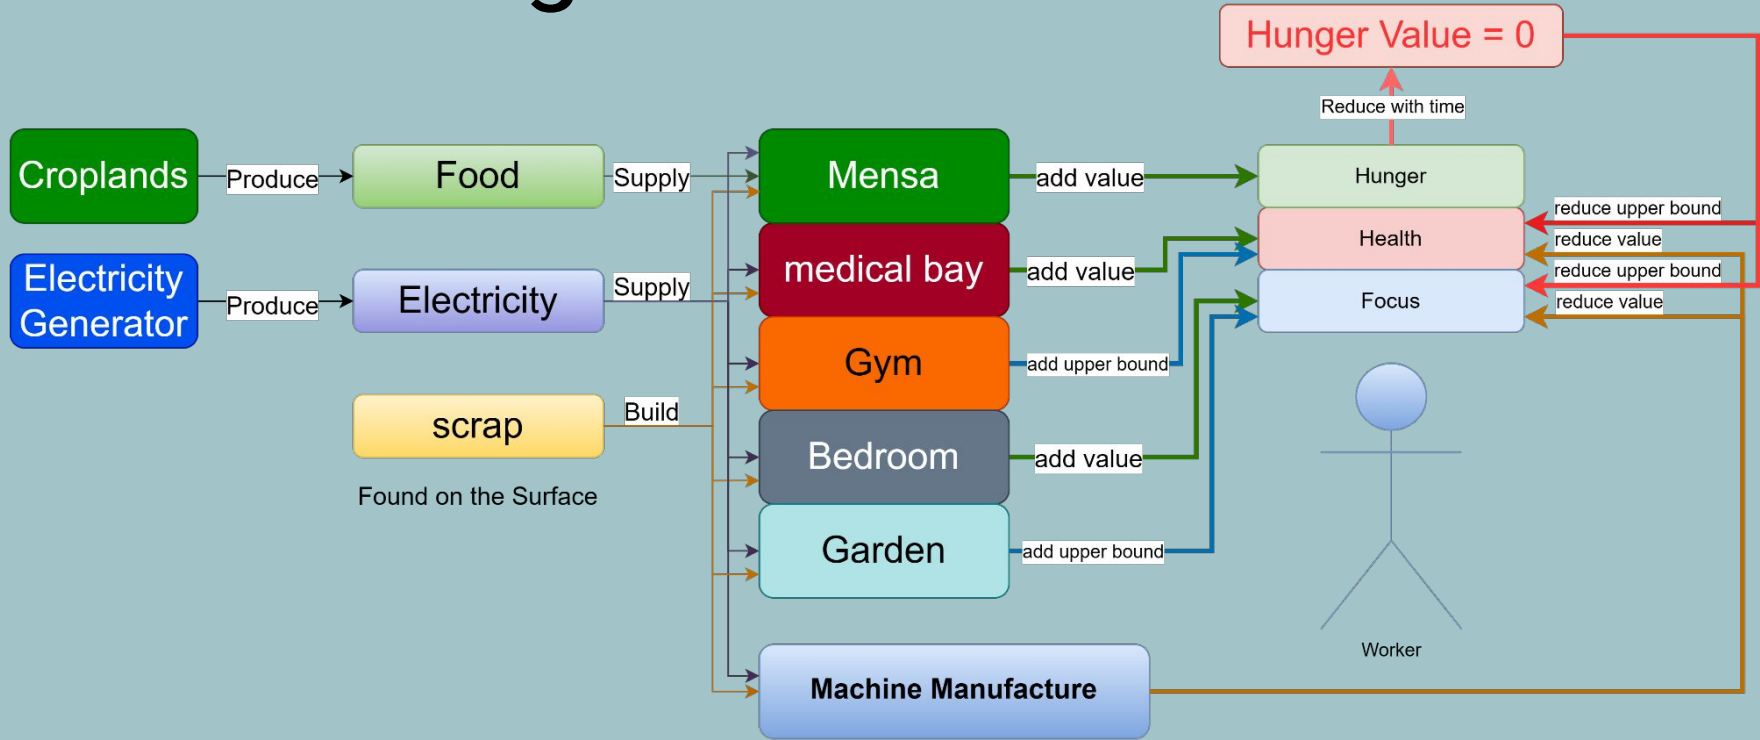 Hunger Value = 0
Reduce with time
Croplands
Produce
Food
Supply
Mensa
add value
Hunger
reduce upper bound
Health
reduce value
medical bay
add value
reduce upper bound
Focus
reduce value
Electricity
Generator
Produce
Electricity
Supply
Gym
add upper bound
scrap
Build
Found on the Surface
Bedroom
add value
Garden
add upper bound
Worker
Machine Manufacture